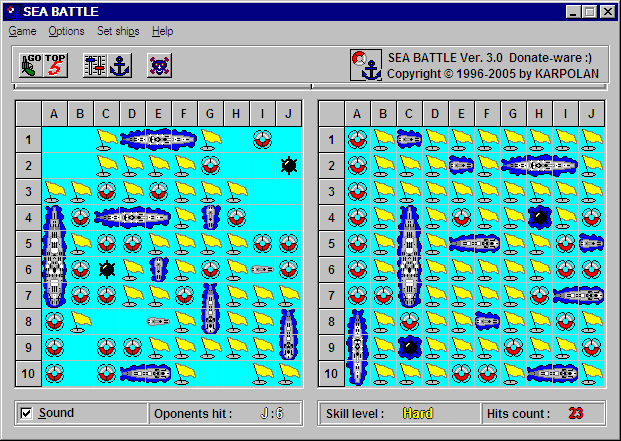 SEA BATTLE
Game Options Set ships Help
GO TOP 5 SEA BATTLE Ver. 3.0 Donate-ware :)
Copyright © 1996-2005 by KARPOLAN
A B C D E F G H I J A B C D E F G H I J
1 1
2 2
3 3
4 4
5 5
6 6
7 7
8 8
9 9
10 10
Sound Oponents hit : J:6 Skill level : Hard Hits count : 23